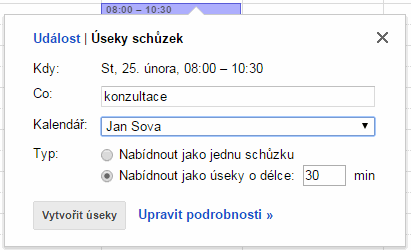 08:00 – 10:30
Událost | Úseky schůzek
Kdy: St, 25. února, 08:00 – 10:30
Co: konzultace
Kalendář: Jan Sova
Typ: Nabídnout jako jednu schůzku
Nabídnout jako úseky o délce: 30 min
Vytvořit úseky Upravit podrobnosti »